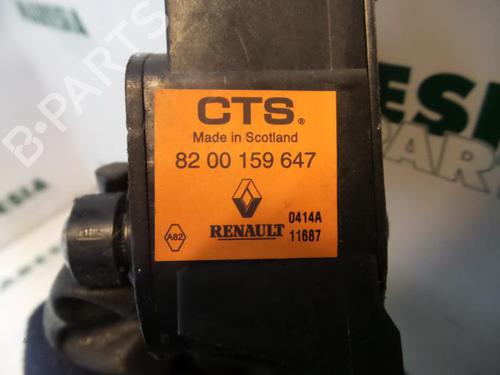 CTS®
Made in Scotland
82 00 159 647
A82
RENAULT
0414A
11687
B-PARTS